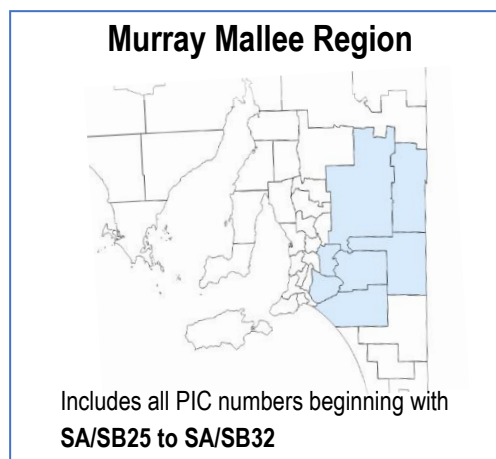 Murray Mallee Region
Includes all PIC numbers beginning with
SA/SB25 to SA/SB32